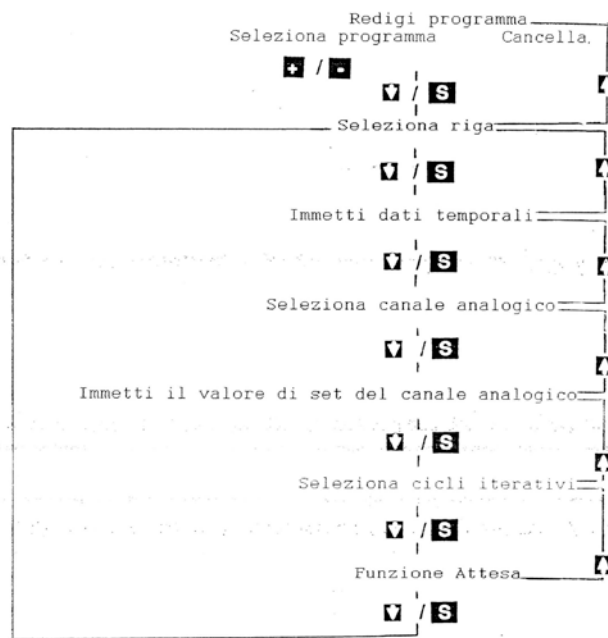 Redigi programma
Seleziona programma Cancella
+ / -
/ S
Seleziona riga
/ S
Immetti dati temporali
/ S
Seleziona canale analogico
/ S
Immetti il valore di set del canale analogico
/ S
Seleziona cicli iterativi
/ S
Funzione Attesa
/ S